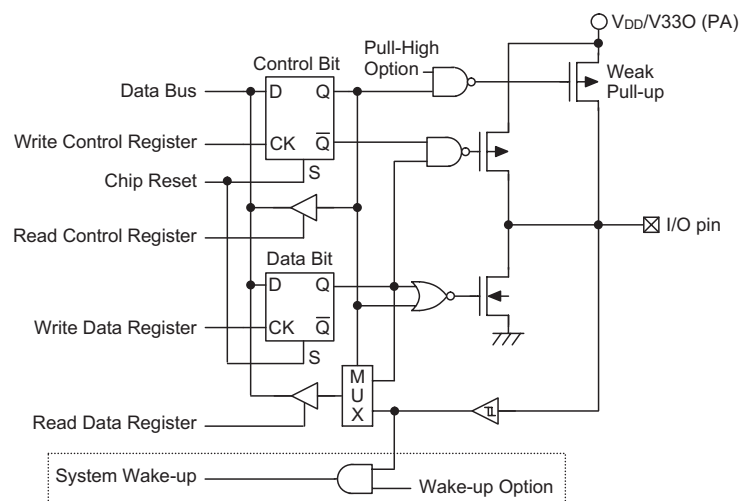 VDD/V33O (PA)
Control Bit
Pull-High
Option
Weak
Pull-up
Data Bus
D
Q
Write Control Register
CK
Q
Chip Reset
S
Read Control Register
I/O pin
Data Bit
D
Q
Write Data Register
CK
Q
S
M
U
X
Read Data Register
System Wake-up
Wake-up Option